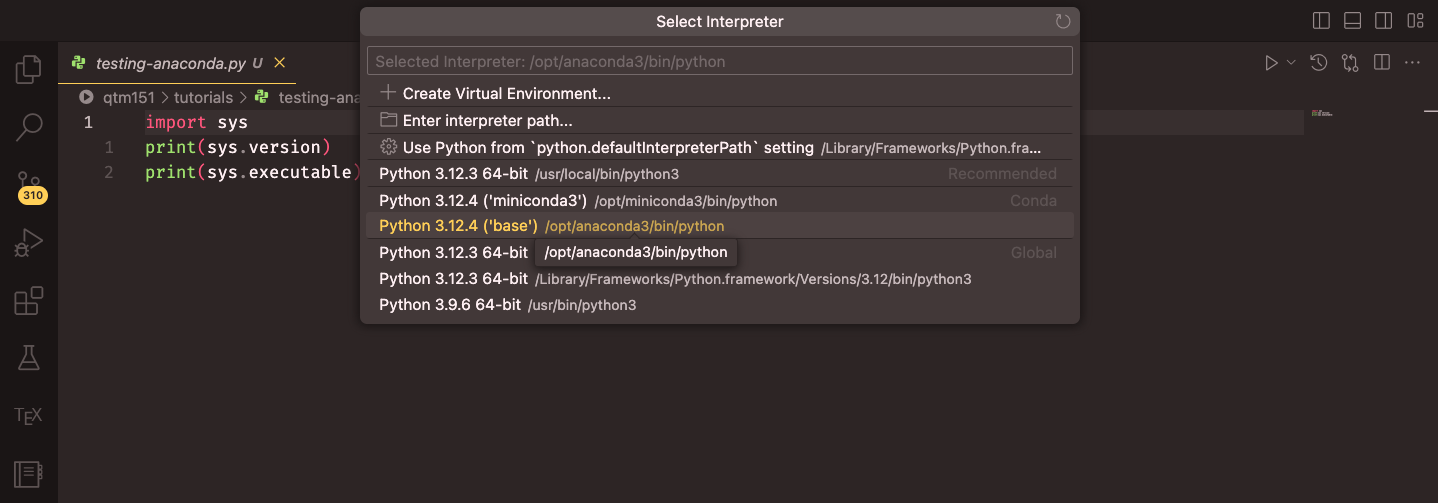 Select Interpreter
testing-anaconda.py U
Selected Interpreter: /opt/anaconda3/bin/python
qtm151 > tutorials > testing-ana
Create Virtual Environment...
1 import sys
Enter interpreter path...
1 print(sys.version)
Use Python from `python.defaultInterpreterPath` setting /Library/Frameworks/Python.fra...
2 print(sys.executable)
Python 3.12.3 64-bit /usr/local/bin/python3 Recommended
310
Python 3.12.4 ('miniconda3') /opt/miniconda3/bin/python Conda
Python 3.12.4 ('base') /opt/anaconda3/bin/python
Python 3.12.3 64-bit /opt/anaconda3/bin/python Global
Python 3.12.3 64-bit /Library/Frameworks/Python.framework/Versions/3.12/bin/python3
Python 3.9.6 64-bit /usr/bin/python3
TEX